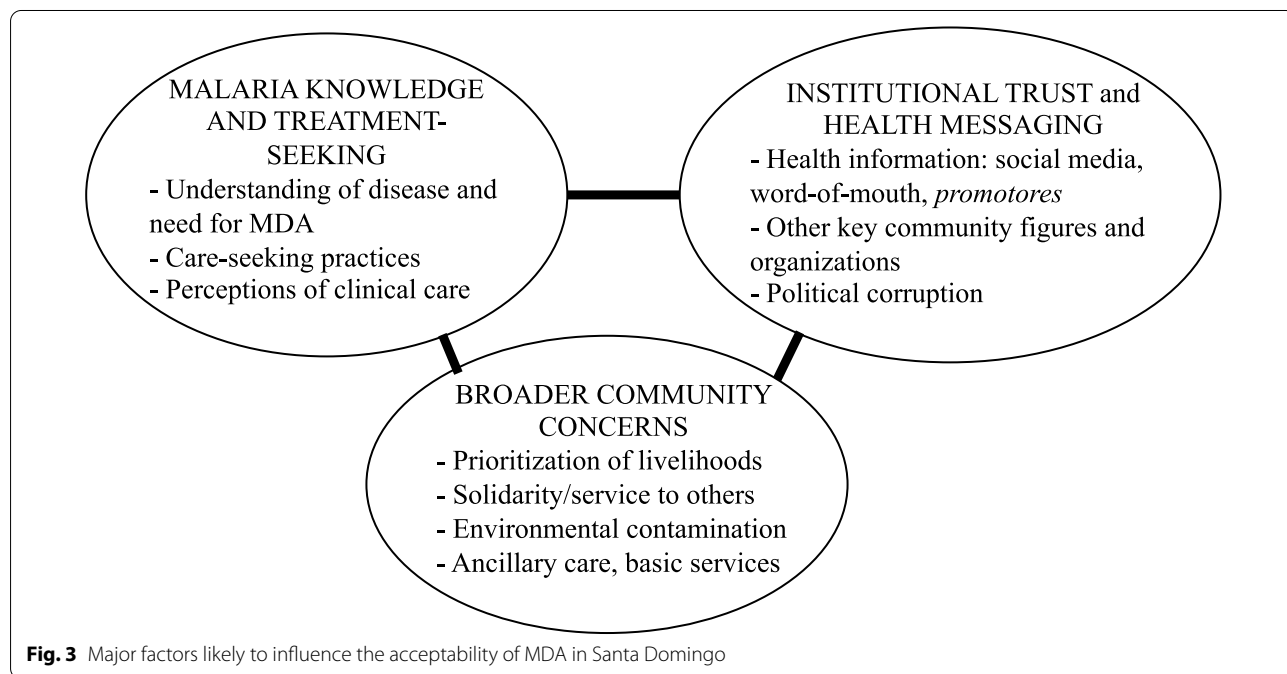 MALARIA KNOWLEDGE
AND TREATMENT-
SEEKING
- Understanding of disease and
need for MDA
- Care-seeking practices
- Perceptions of clinical care
INSTITUTIONAL TRUST and
HEALTH MESSAGING
- Health information: social media,
word-of-mouth, promotores
- Other key community figures and
organizations
- Political corruption
BROADER COMMUNITY
CONCERNS
- Prioritization of livelihoods
- Solidarity/service to others
- Environmental contamination
- Ancillary care, basic services
Fig. 3 Major factors likely to influence the acceptability of MDA in Santa Domingo